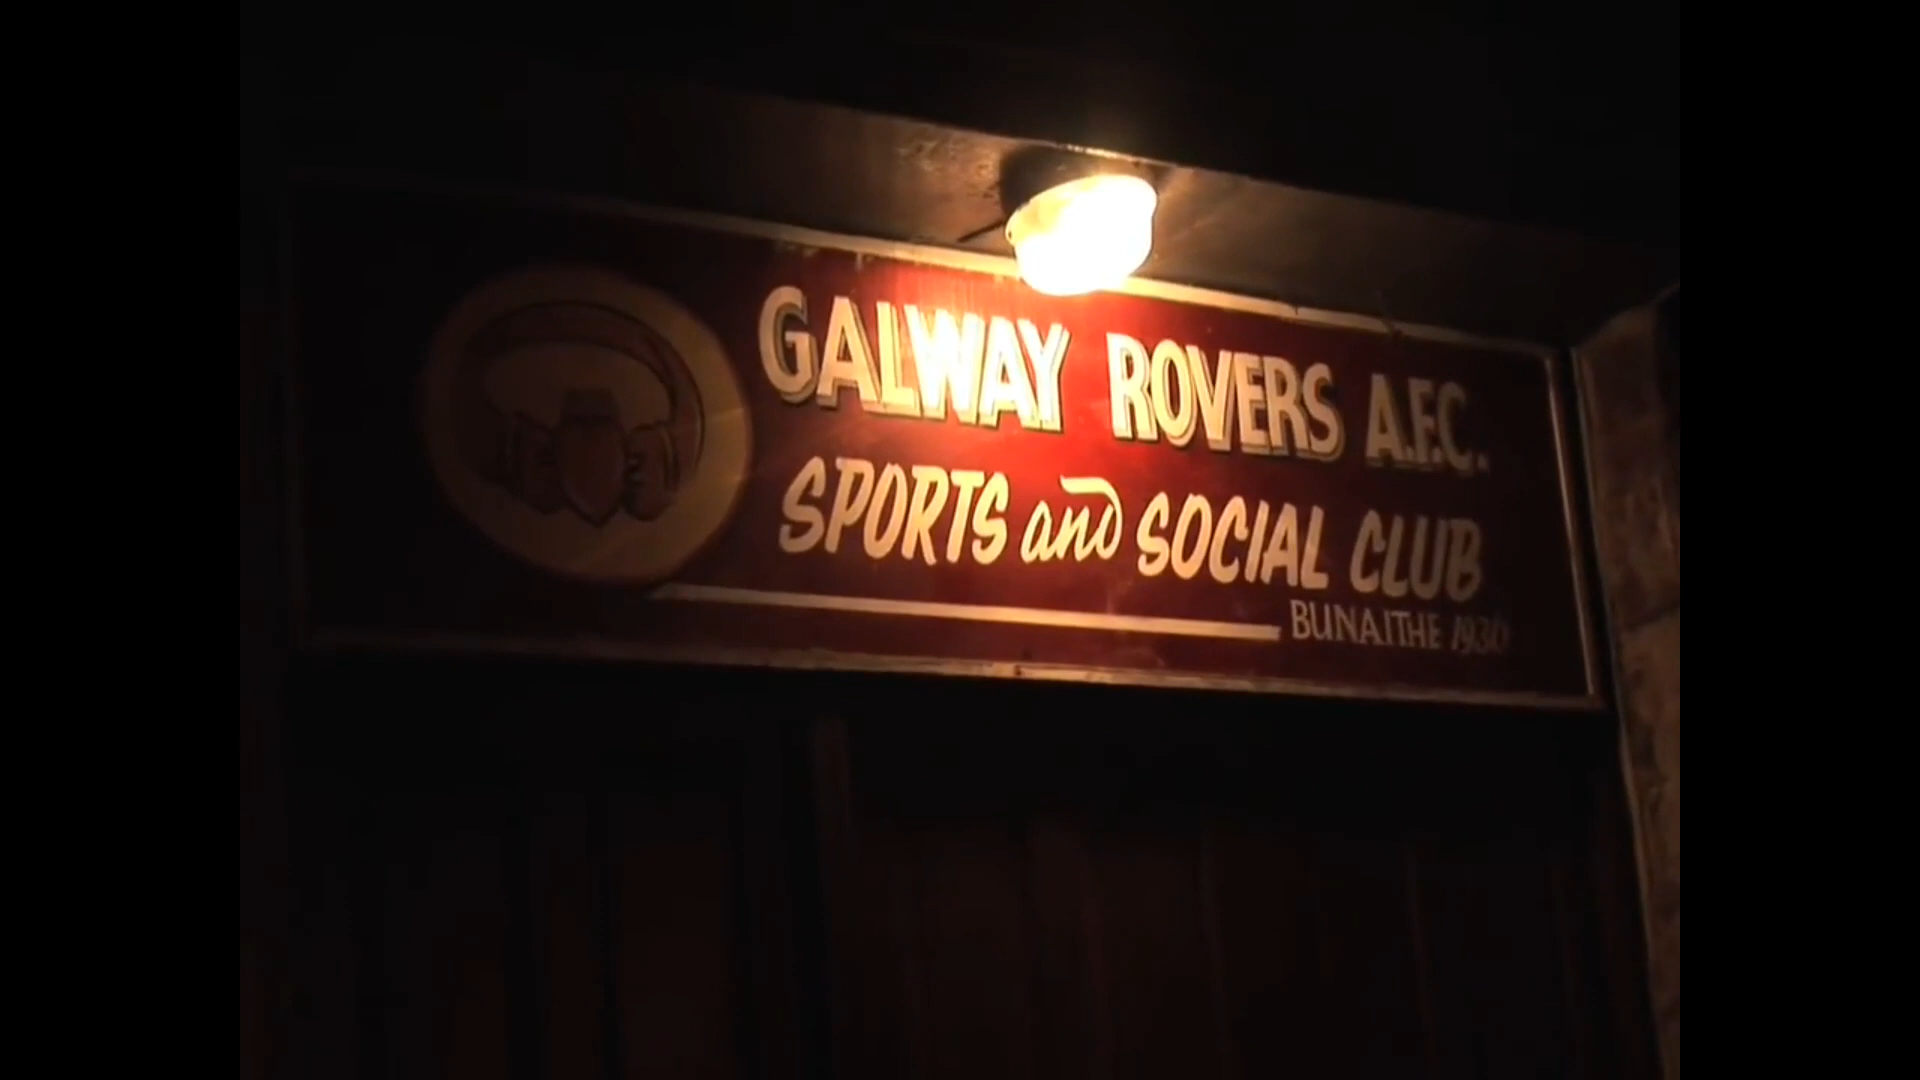 GALWAY ROVERS A.F.C.
SPORTS and SOCIAL CLUB
BUNAITHE 1930